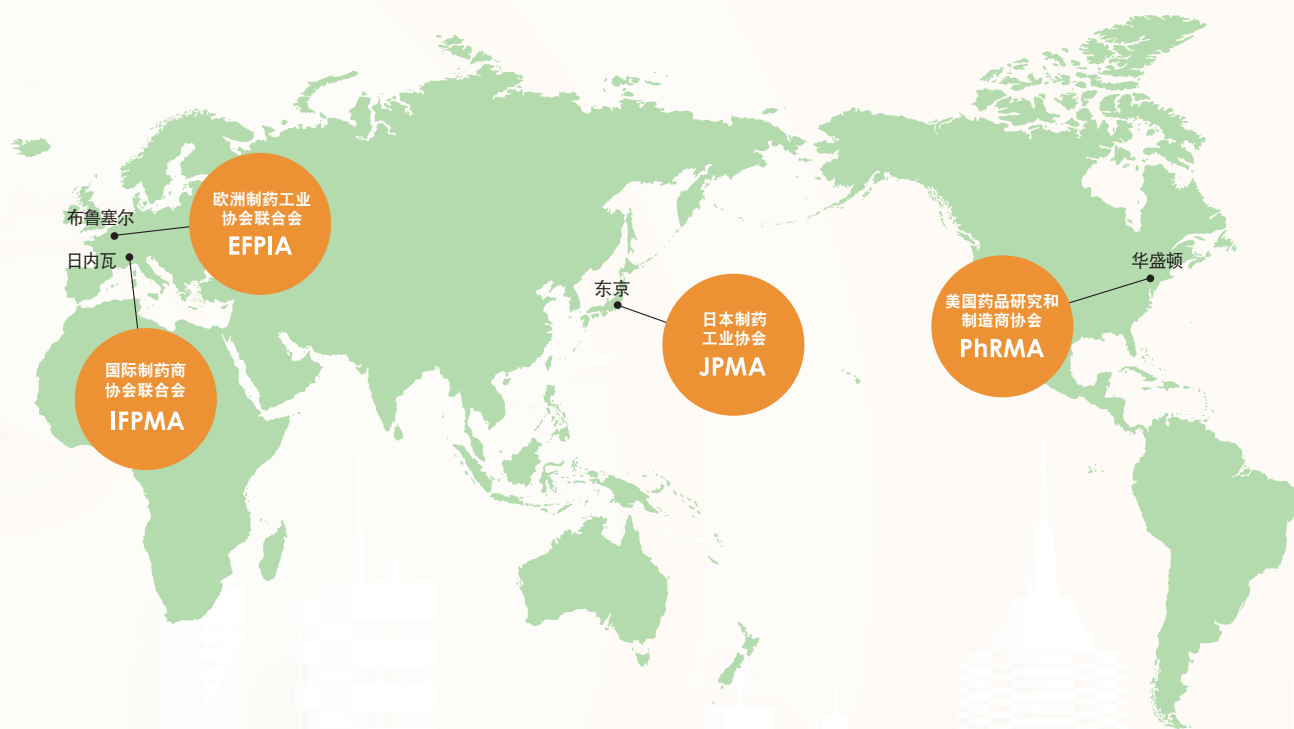 欧洲制药工业
协会联合会
EFPIA
布鲁塞尔
日内瓦
国际制药商
协会联合会
IFPMA
东京
日本制药
工业协会
JPMA
华盛顿
美国药品研究和
制造商协会
PhRMA